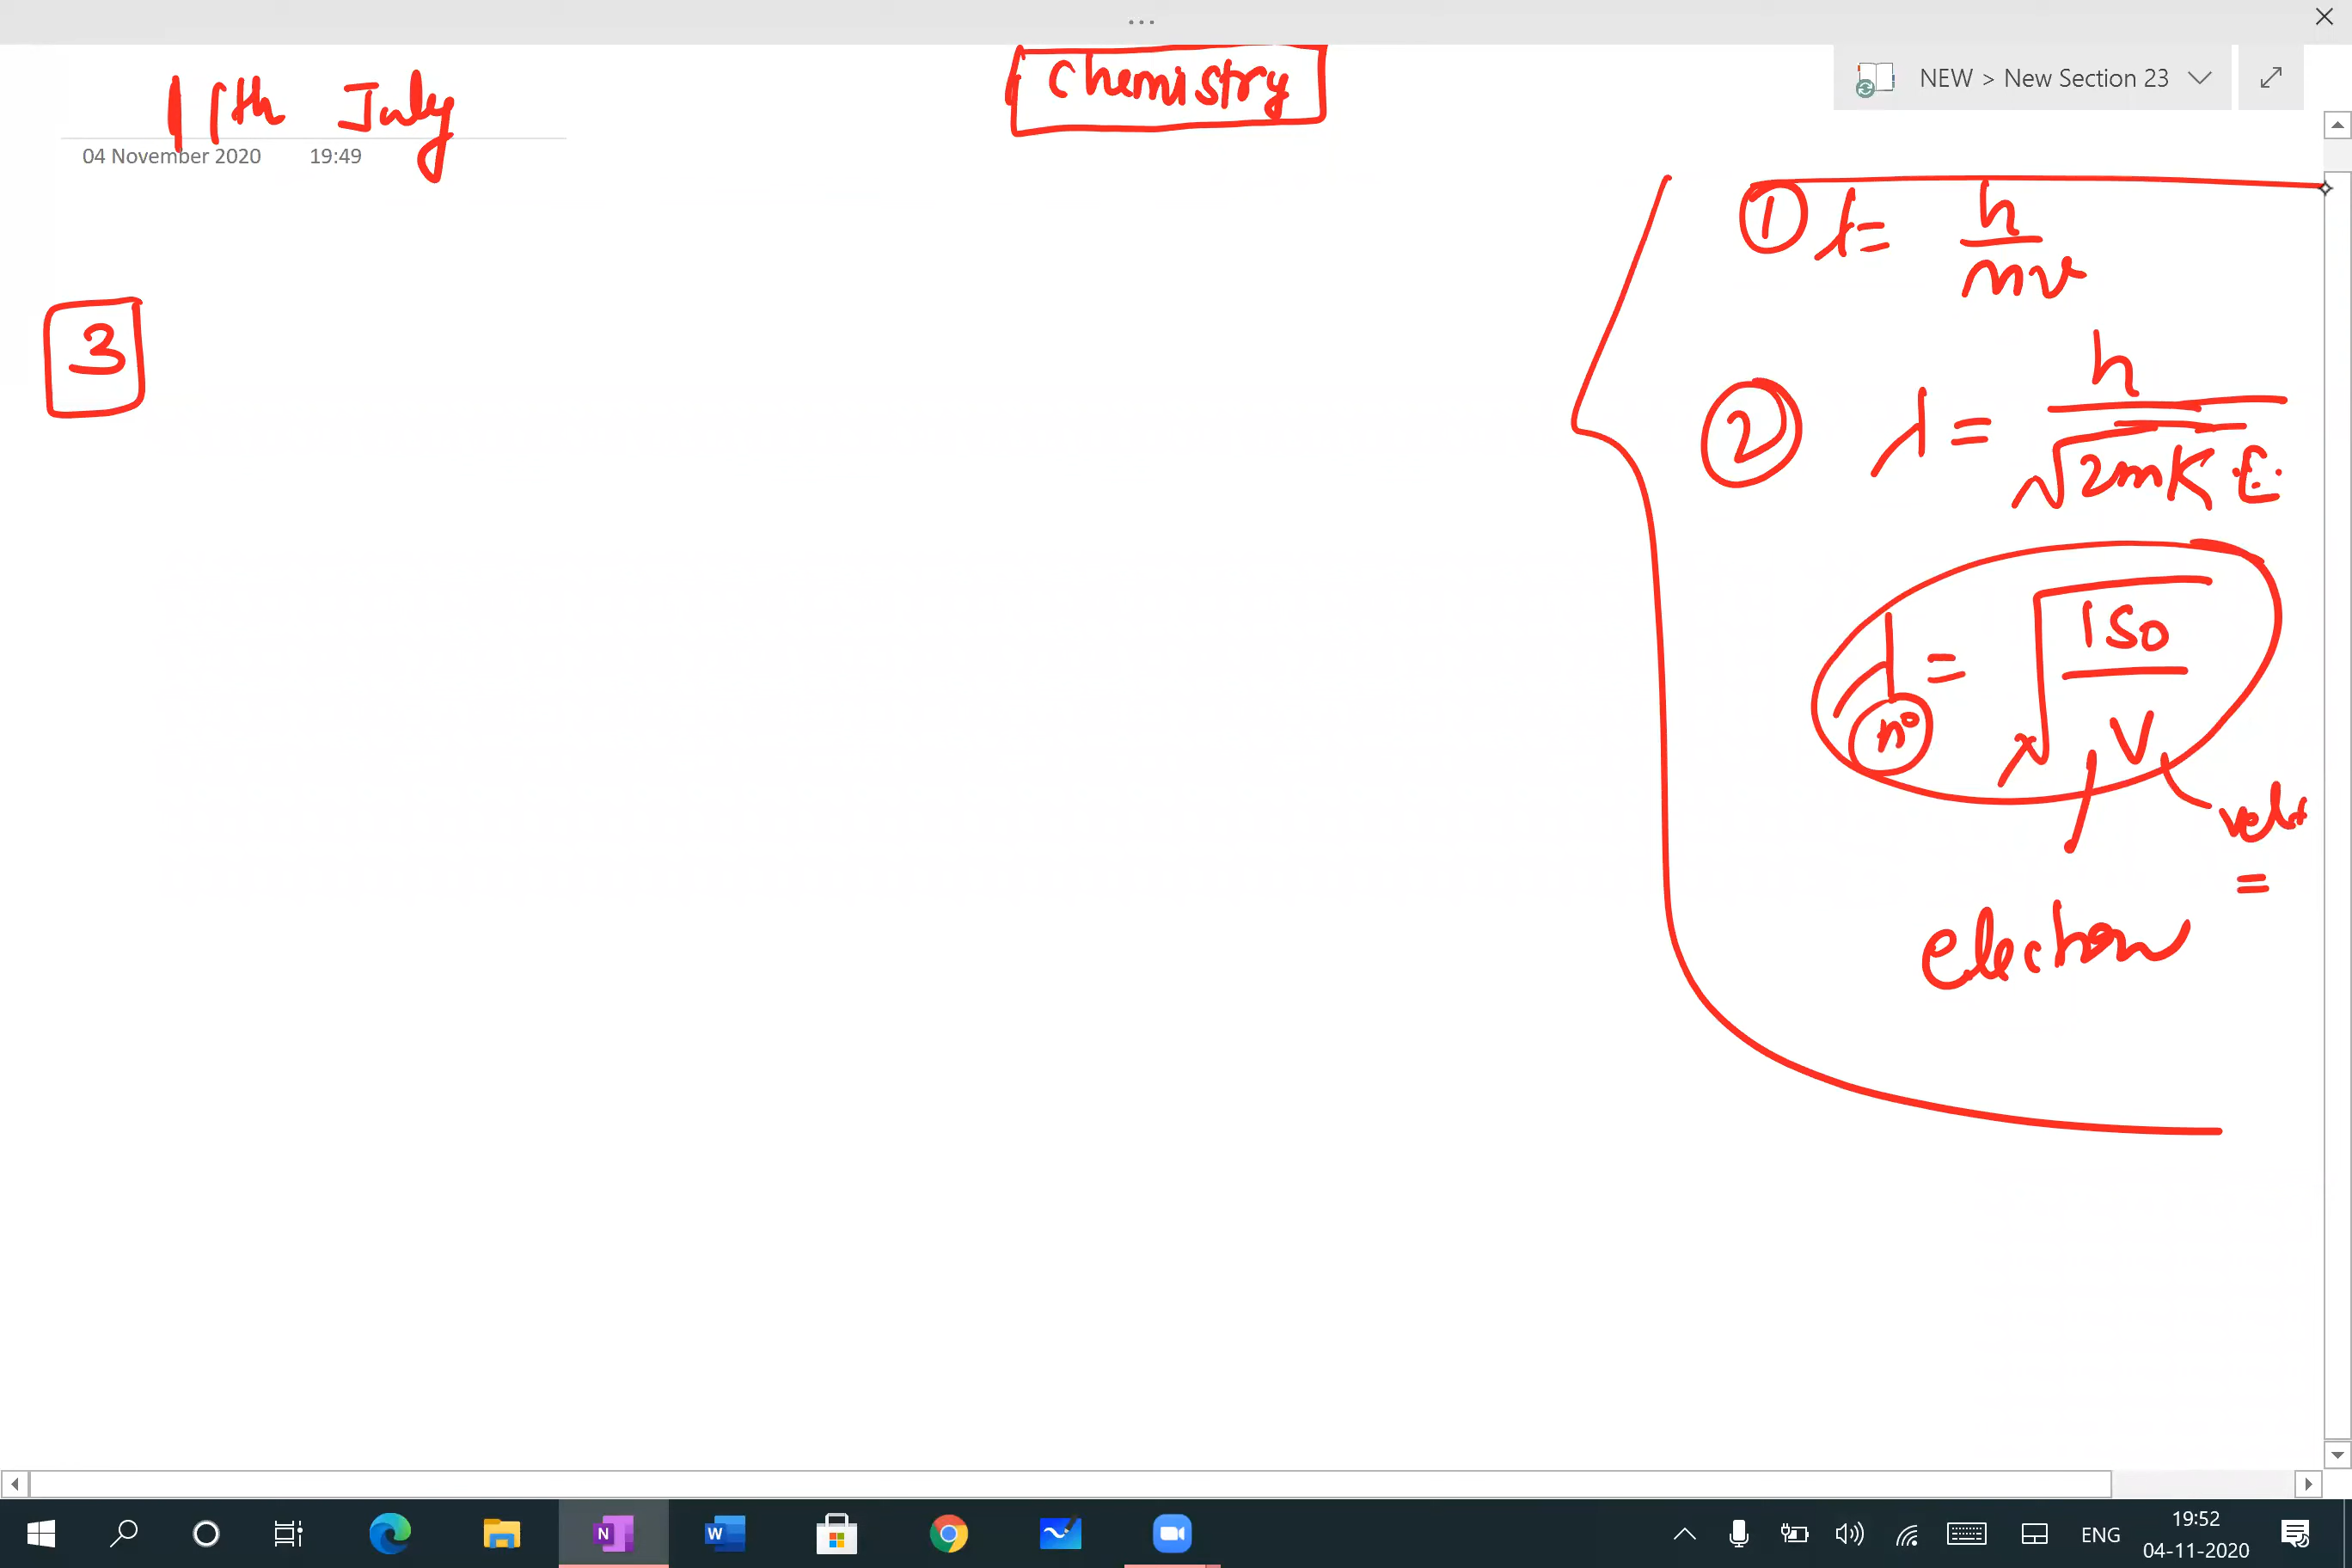 ...
NEW > New Section 23
Chemistry
11th July
04 November 2020 19:49
3
① λ = h / mv
② λ = h / √2mK.E.
λ = √150 / V
n°
electron
=
ENG
19:52
04-11-2020